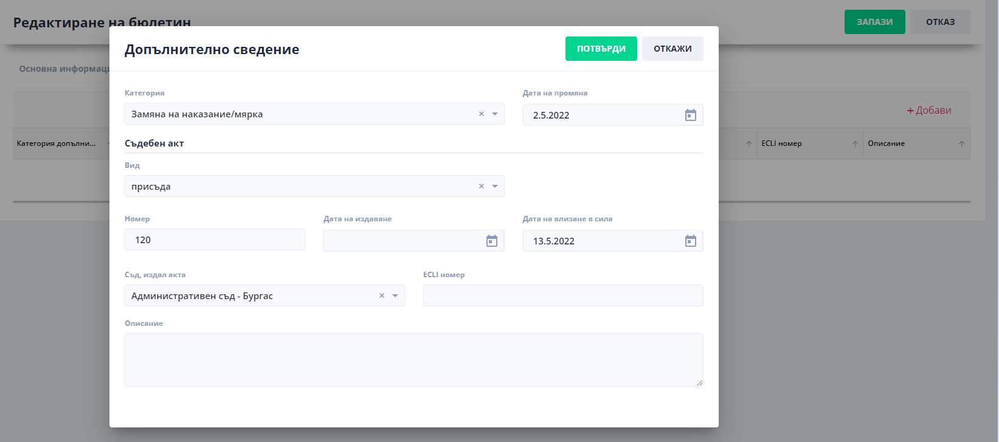 Редактиране на бюлетин
ЗАПАЗИ
ОТКАЗ
Допълнително сведение
ПОТВЪРДИ
ОТКАЖИ
Основна информаци
Категория
Дата на промяна
Замяна на наказание/мярка
2.5.2022
+ Добави
Съдебен акт
Категория допълни...
ECLI номер
Описание
Вид
присъда
Номер
Дата на издаване
Дата на влизане в сила
120
13.5.2022
Съд, издал акта
ECLI номер
Административен съд - Бургас
Описание